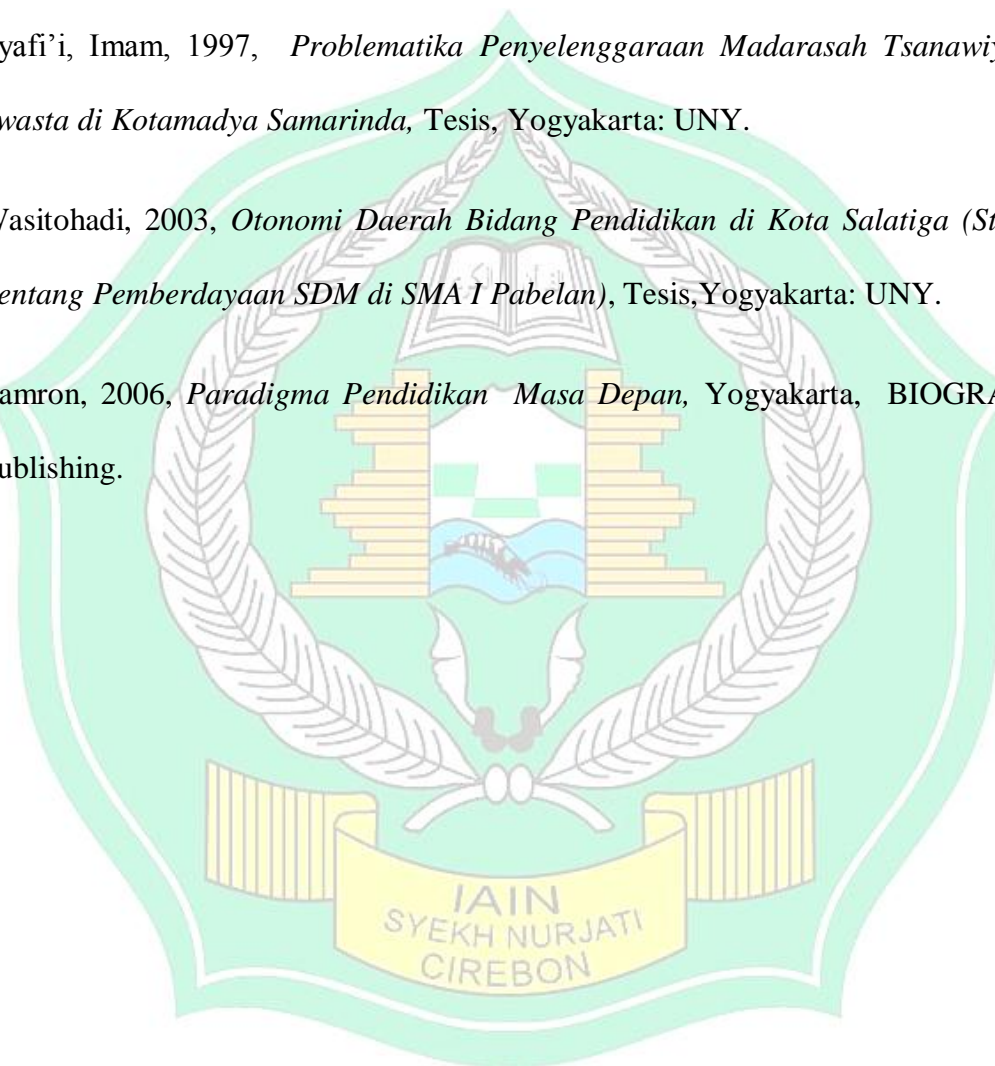 yafi’i, Imam, 1997, Problematika Penyelenggaraan Madarasah Tsanawiy
wasta di Kotamadya Samarinda, Tesis, Yogyakarta: UNY.
Vasitohadi, 2003, Otonomi Daerah Bidang Pendidikan di Kota Salatiga (St
entang Pemberdayaan SDM di SMA I Pabelan), Tesis,Yogyakarta: UNY.
amron, 2006, Paradigma Pendidikan Masa Depan, Yogyakarta, BIOGRA
ublishing.
IAIN
SYEKH NURJATI
CIREBON